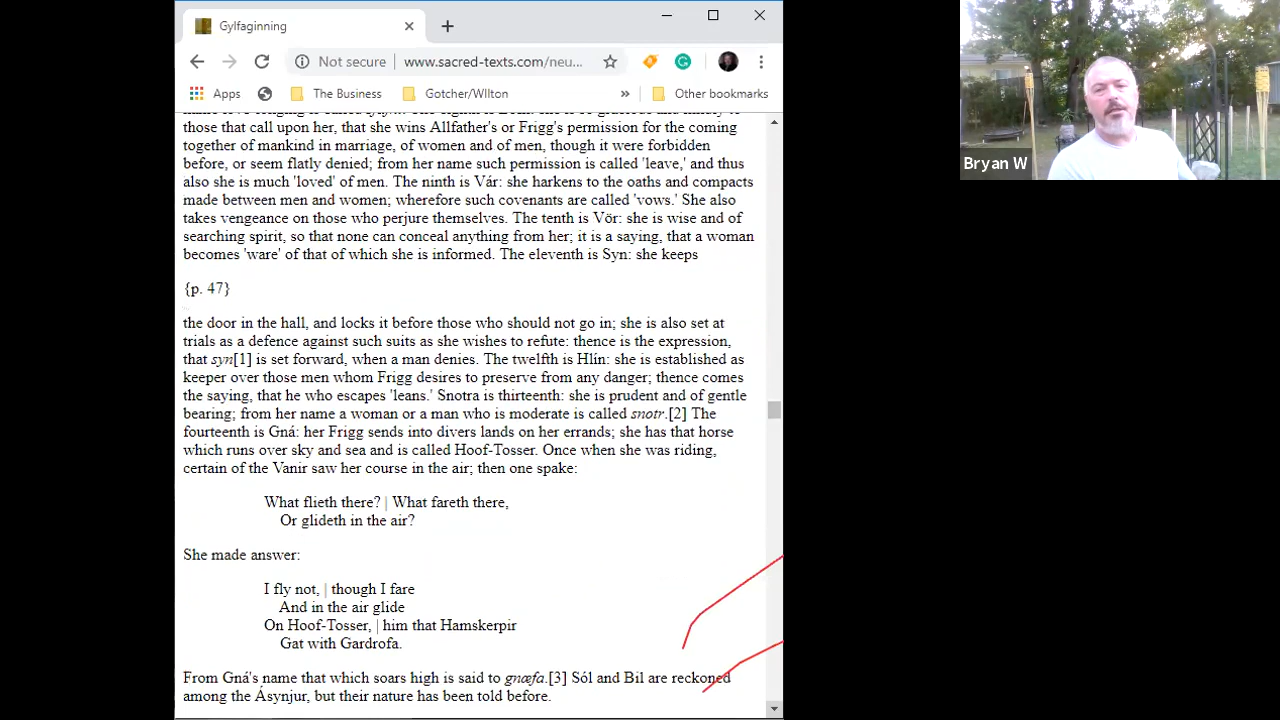 Gylfaginning
Not secure
www.sacred-texts.com/neu...
Apps
The Business
Gotcher/WIlton
»
Other bookmarks
those that call upon her, that she wins Allfather's or Frigg's permission for the coming
together of mankind in marriage, of women and of men, though it were forbidden
before, or seem flatly denied; from her name such permission is called 'leave,' and thus
also she is much 'loved' of men. The ninth is Vár: she harkens to the oaths and compacts
made between men and women; wherefore such covenants are called 'vows.' She also
takes vengeance on those who perjure themselves. The tenth is Vör: she is wise and of
searching spirit, so that none can conceal anything from her; it is a saying, that a woman
becomes 'ware' of that of which she is informed. The eleventh is Syn: she keeps
{p. 47}
the door in the hall, and locks it before those who should not go in; she is also set at
trials as a defence against such suits as she wishes to refute: thence is the expression,
that syn[1] is set forward, when a man denies. The twelfth is Hlín: she is established as
keeper over those men whom Frigg desires to preserve from any danger; thence comes
the saying, that he who escapes 'leans.' Snotra is thirteenth: she is prudent and of gentle
bearing; from her name a woman or a man who is moderate is called snotr.[2] The
fourteenth is Gná: her Frigg sends into divers lands on her errands; she has that horse
which runs over sky and sea and is called Hoof-Tosser. Once when she was riding,
certain of the Vanir saw her course in the air; then one spake:
What flieth there? | What fareth there,
Or glideth in the air?
She made answer:
I fly not, | though I fare
And in the air glide
On Hoof-Tosser, | him that Hamskerpir
Gat with Gardrofa.
From Gná's name that which soars high is said to gnæfa.[3] Sól and Bil are reckoned
among the Ásynjur, but their nature has been told before.
Bryan W